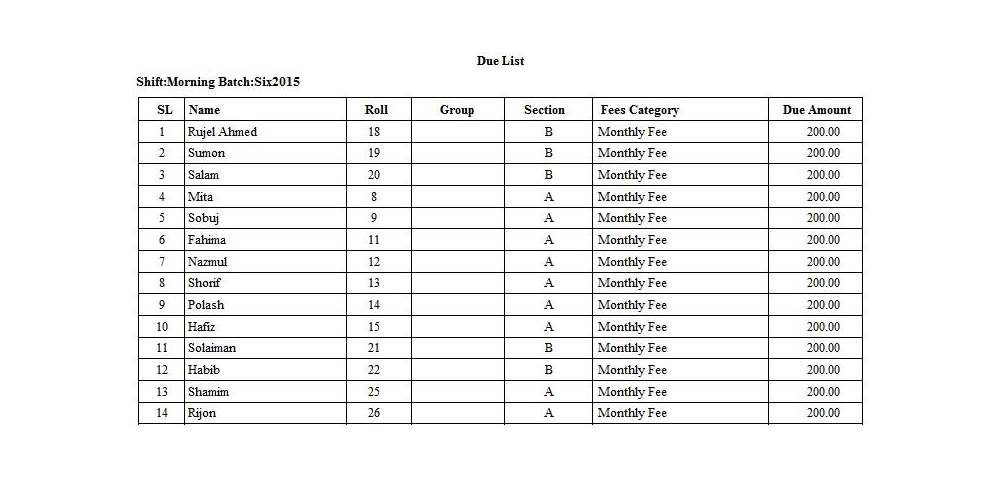 Due List
Shift:Morning Batch:Six2015
SL Name Roll Group Section Fees Category Due Amount
1 Rujel Ahmed 18 B Monthly Fee 200.00
2 Sumon 19 B Monthly Fee 200.00
3 Salam 20 B Monthly Fee 200.00
4 Mita 8 A Monthly Fee 200.00
5 Sobuj 9 A Monthly Fee 200.00
6 Fahima 11 A Monthly Fee 200.00
7 Nazmul 12 A Monthly Fee 200.00
8 Shorif 13 A Monthly Fee 200.00
9 Polash 14 A Monthly Fee 200.00
10 Hafiz 15 A Monthly Fee 200.00
11 Solaiman 21 B Monthly Fee 200.00
12 Habib 22 B Monthly Fee 200.00
13 Shamim 25 A Monthly Fee 200.00
14 Rijon 26 A Monthly Fee 200.00